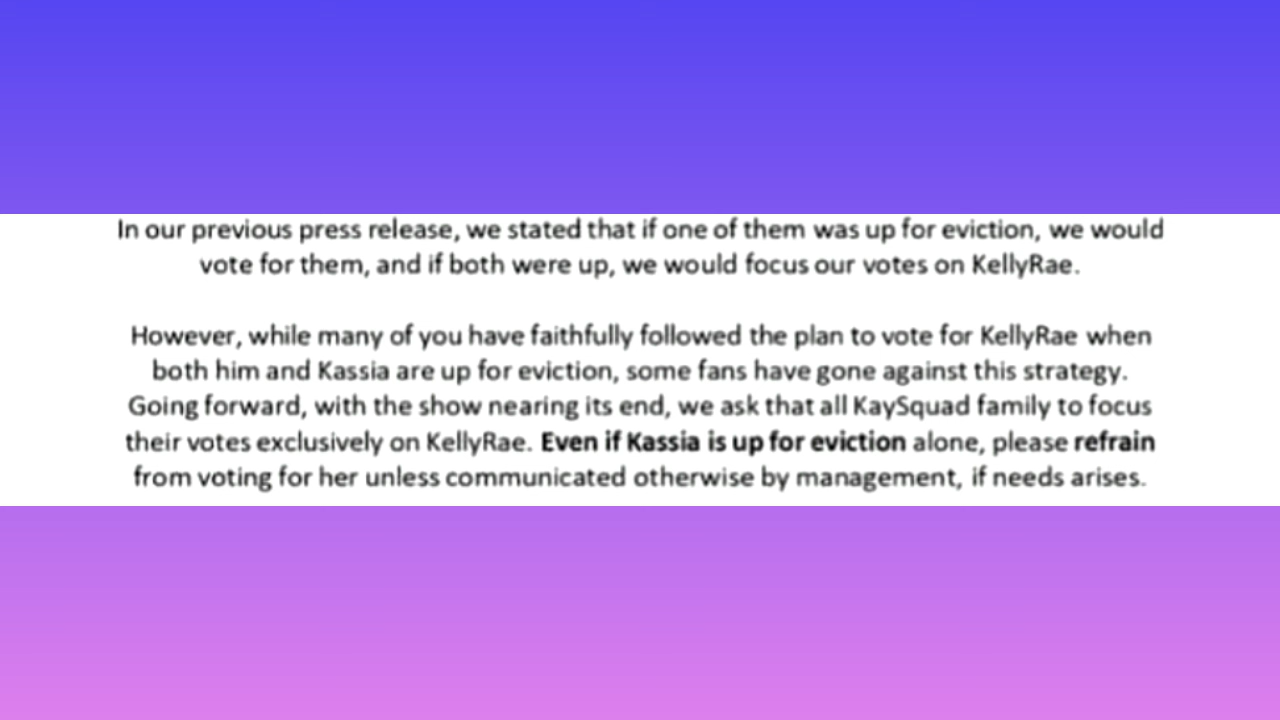 In our previous press release, we stated that if one of them was up for eviction, we would
vote for them, and if both were up, we would focus our votes on KellyRae.
However, while many of you have faithfully followed the plan to vote for KellyRae when
both him and Kassia are up for eviction, some fans have gone against this strategy.
Going forward, with the show nearing its end, we ask that all KaySquad family to focus
their votes exclusively on KellyRae. Even if Kassia is up for eviction alone, please refrain
from voting for her unless communicated otherwise by management, if needs arises.